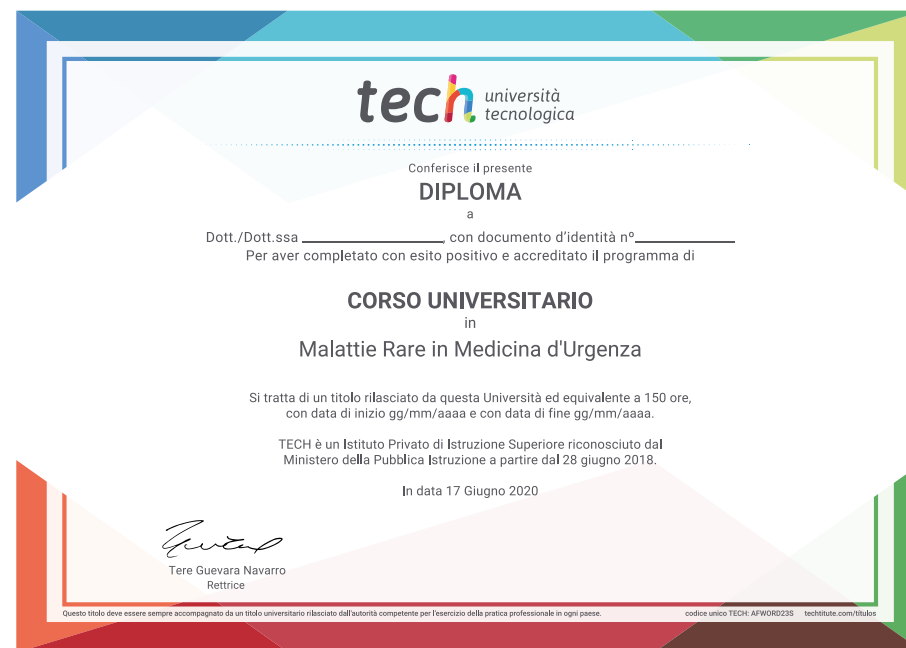 tech università
tecnologica
Conferisce il presente
DIPLOMA
a
Dott./Dott.ssa ____________________, con documento d'identità nº______________
Per aver completato con esito positivo e accreditato il programma di
CORSO UNIVERSITARIO
in
Malattie Rare in Medicina d'Urgenza
Si tratta di un titolo rilasciato da questa Università ed equivalente a 150 ore,
con data di inizio gg/mm/aaaa e con data di fine gg/mm/aaaa.
TECH è un Istituto Privato di Istruzione Superiore riconosciuto dal
Ministero della Pubblica Istruzione a partire dal 28 giugno 2018.
In data 17 Giugno 2020
Tere Guevara Navarro
Rettrice
Questo titolo deve essere sempre accompagnato da un titolo universitario rilasciato dall'autorità competente per l'esercizio della pratica professionale in ogni paese. codice unico TECH: AFWORD23S techtitute.com/titulos